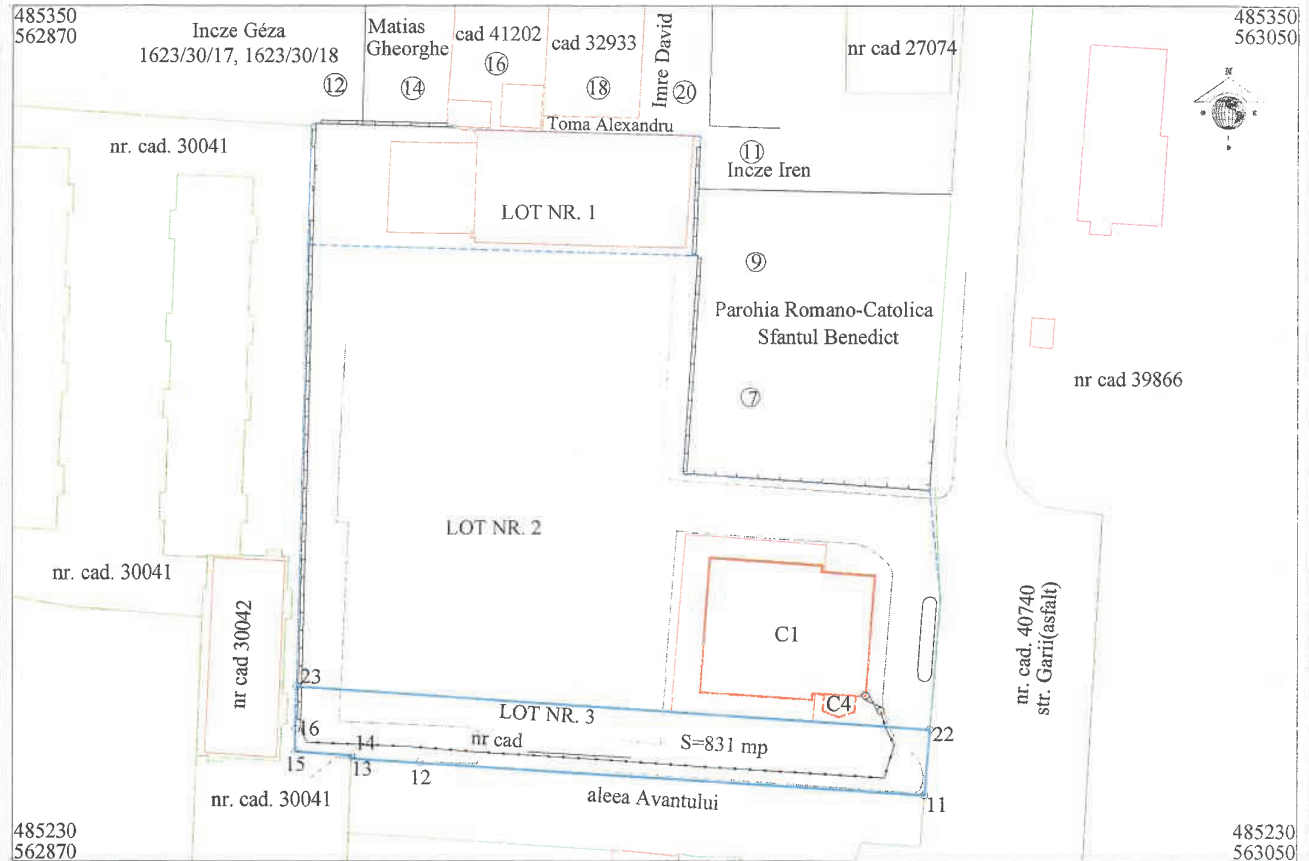 485350
562870
485350
563050
Incze Géza
1623/30/17, 1623/30/18
12
Matias
Gheorghe
14
cad 41202
16
cad 32933
18
Imre David
20
nr cad 27074
N
Toma Alexandru
nr. cad. 30041
11
Incze Iren
LOT NR. 1
9
Parohia Romano-Catolica
Sfantul Benedict
7
nr cad 39866
LOT NR. 2
nr. cad. 30041
nr cad 30042
C1
nr. cad. 40740
str. Garii(asfalt)
23
C4
LOT NR. 3
22
16
14
nr cad
S=831 mp
15
13
12
nr. cad. 30041
aleea Avantului
11
485230
562870
485230
563050